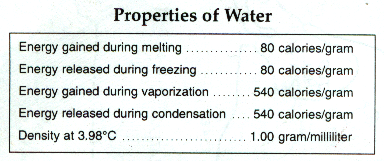 Properties of Water
Energy gained during melting .............. 80 calories/gram
Energy released during freezing ........... 80 calories/gram
Energy gained during vaporization ....... 540 calories/gram
Energy released during condensation .... 540 calories/gram
Density at 3.98°C .......................... 1.00 gram/milliliter